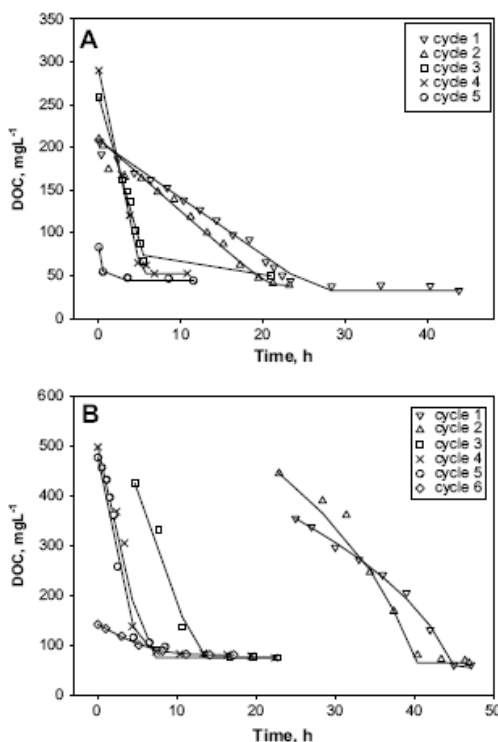 A
350
300
250
200
150
100
50
0
DOC, mgL-1
0 10 20 30 40
Time, h
cycle 1
cycle 2
cycle 3
cycle 4
cycle 5
B
600
500
400
300
200
100
0
DOC, mgL-1
0 10 20 30 40 50
Time, h
cycle 1
cycle 2
cycle 3
cycle 4
cycle 5
cycle 6